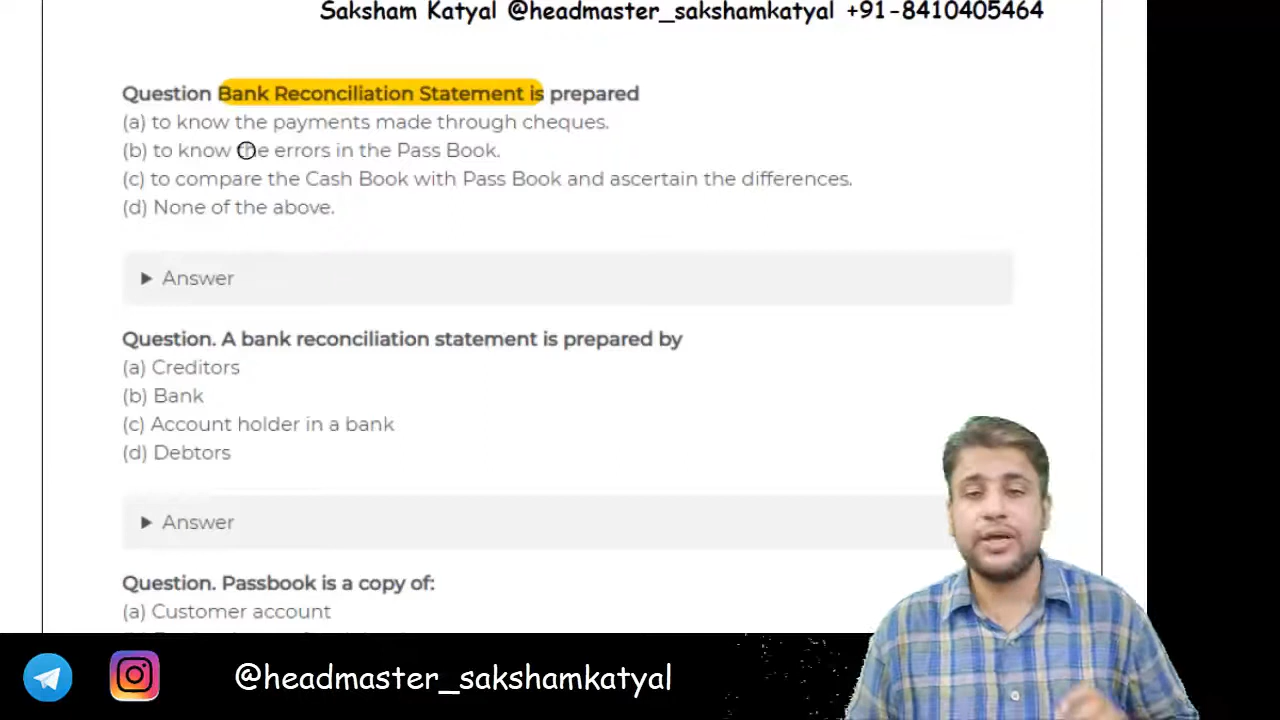 Saksham Katyal @headmaster_sakshamkatyal +91-8410405464
Question Bank Reconciliation Statement is prepared
(a) to know the payments made through cheques.
(b) to know the errors in the Pass Book.
(c) to compare the Cash Book with Pass Book and ascertain the differences.
(d) None of the above.
Answer
Question. A bank reconciliation statement is prepared by
(a) Creditors
(b) Bank
(c) Account holder in a bank
(d) Debtors
Answer
Question. Passbook is a copy of:
(a) Customer account
@headmaster_sakshamkatyal